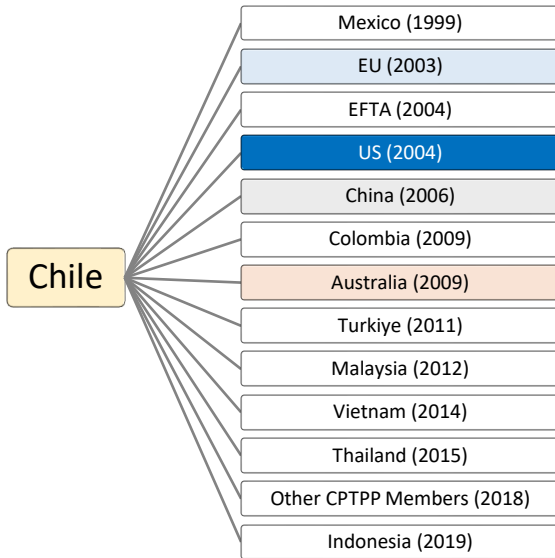 Mexico (1999)
EU (2003)
EFTA (2004)
US (2004)
China (2006)
Colombia (2009)
Chile
Australia (2009)
Turkiye (2011)
Malaysia (2012)
Vietnam (2014)
Thailand (2015)
Other CPTPP Members (2018)
Indonesia (2019)